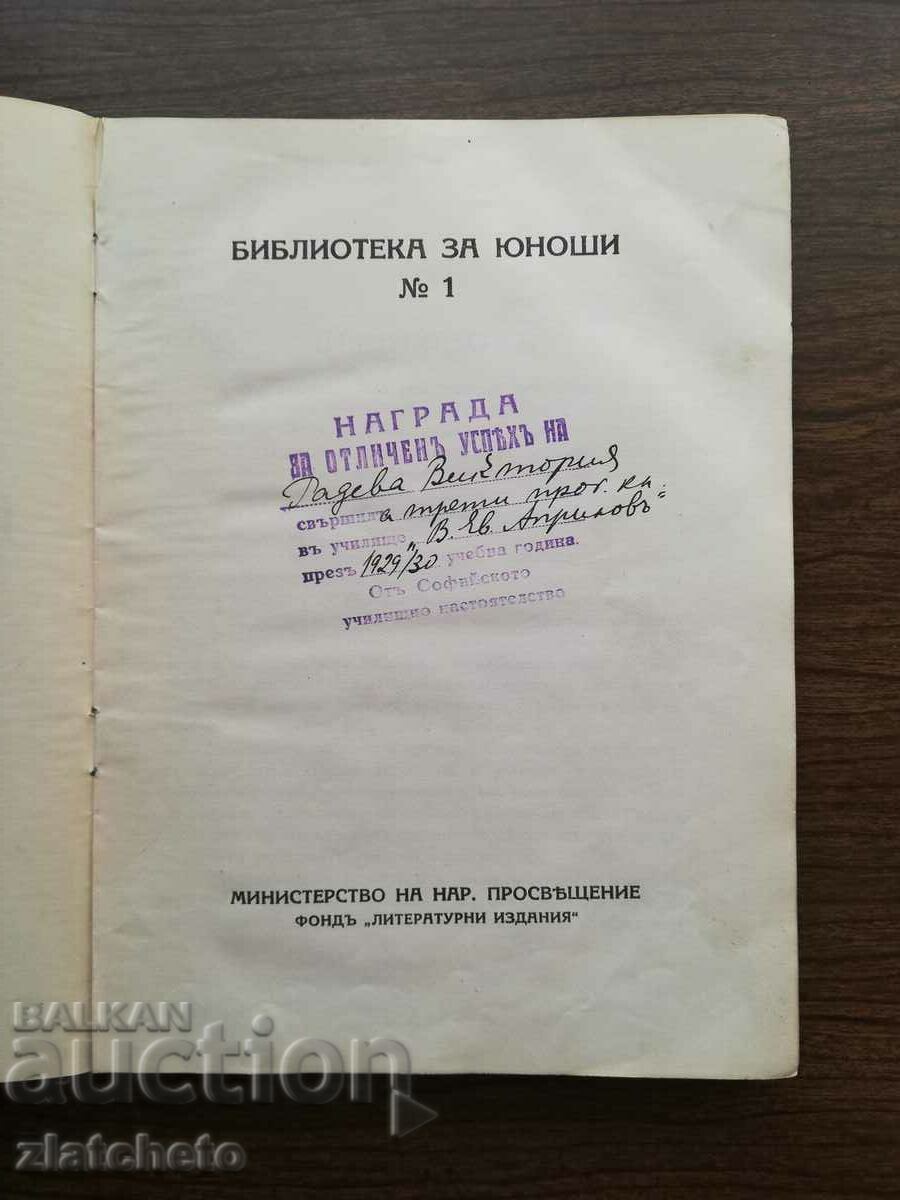 БИБЛИОТЕКА ЗА ЮНОШИ
№ 1
НАГРАДА
ЗА ОТЛИЧЕНЪ УСПѢХЪ НА
Радева Виктория
свършила трети прог. кл.
въ училище „В. Ев. Априловъ“
презъ 1929/30 учебна година.
Отъ Софийското
училищно настоятелство
МИНИСТЕРСТВО НА НАР. ПРОСВѢЩЕНИЕ
ФОНДЪ „ЛИТЕРАТУРНИ ИЗДАНИЯ“
BALKAN
auction
zlatcheto